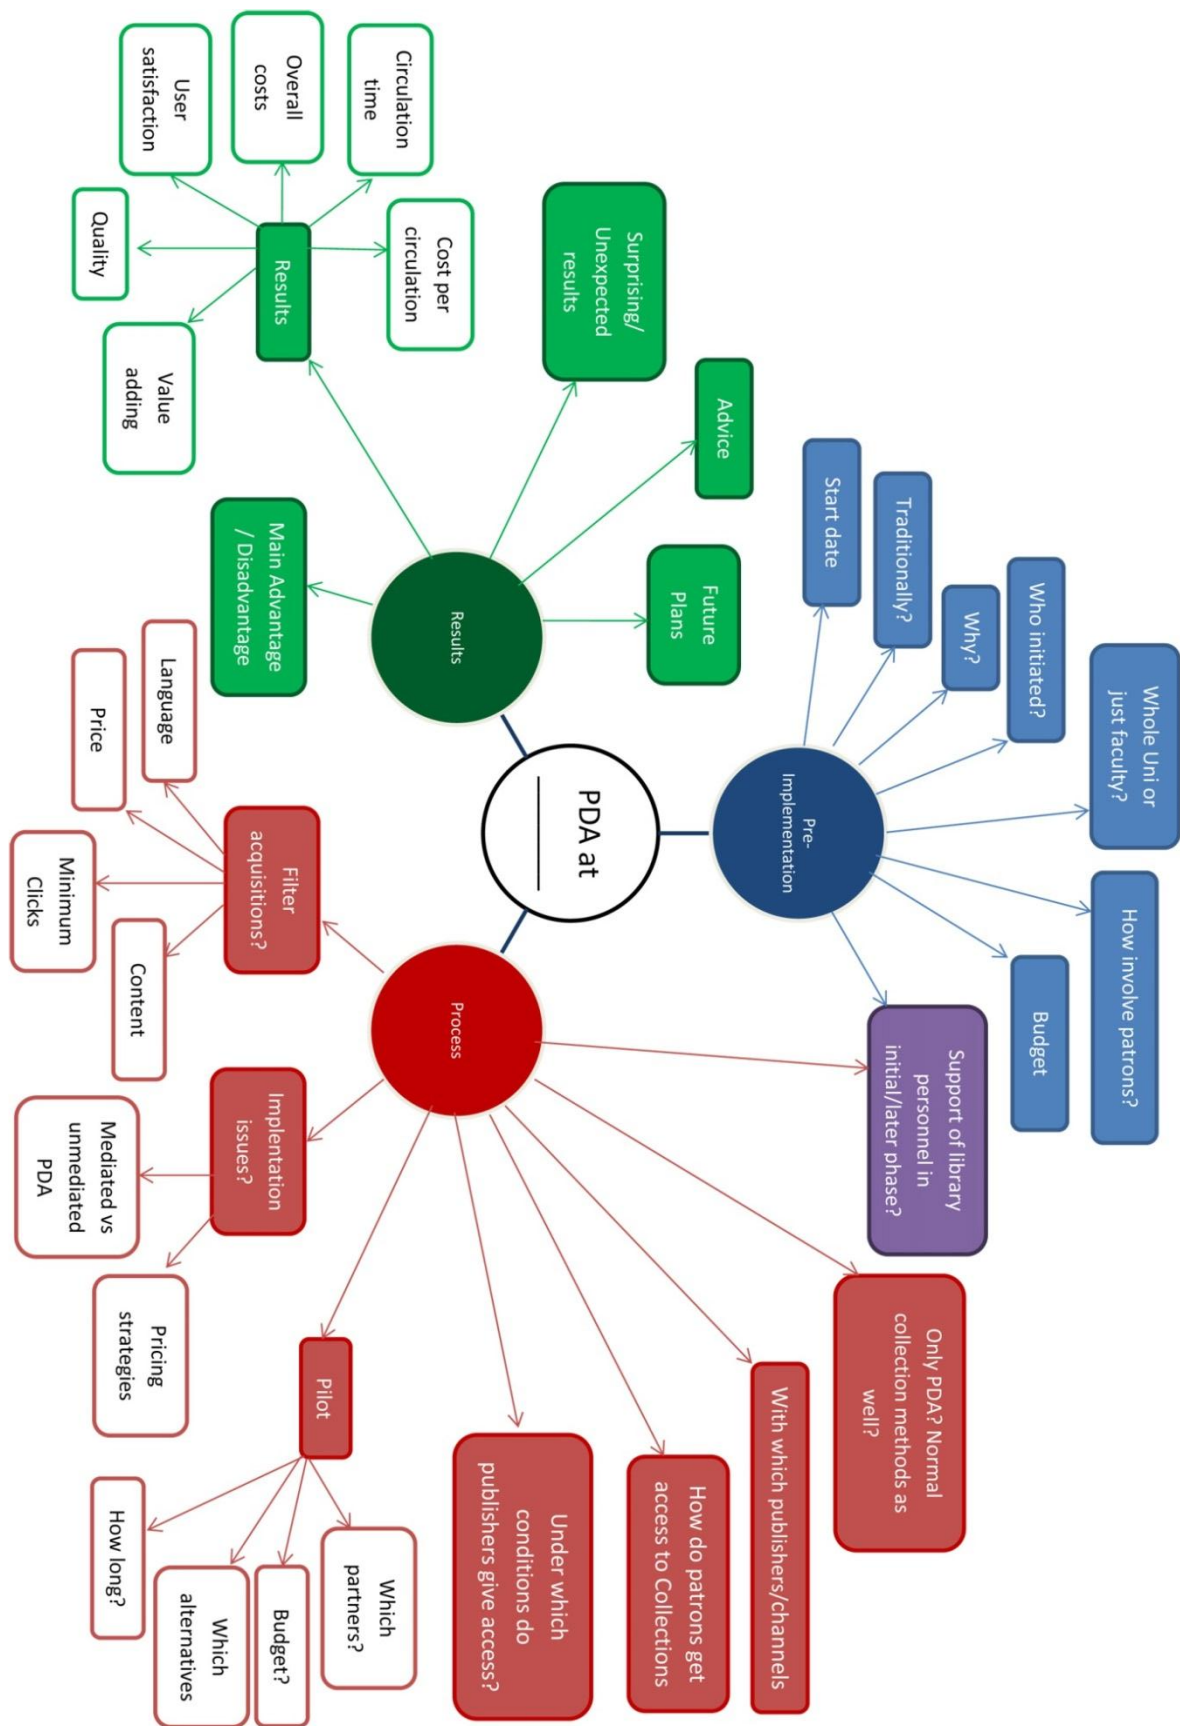 Whole Uni or
just faculty?
How involve patrons?
Who initiated?
Budget
Why?
Support of library
personnel in
initial/later phase?
Traditionally?
Start date
Pre-
Implementation
PDA at
Advice
Future
Plans
Surprising/
Unexpected
results
Results
Main Advantage
/ Disadvantage
Results
Cost per
circulation
Circulation
time
Overall
costs
User
satisfaction
Quality
Value
adding
Process
Only PDA? Normal
collection methods as
well?
With which publishers/channels
How do patrons get
access to Collections
Under which
conditions do
publishers give access?
Pilot
Which
partners?
Budget?
Which
alternatives
How long?
Implentation
issues?
Mediated vs
unmediated
PDA
Pricing
strategies
Filter
acquisitions?
Language
Price
Minimum
Clicks
Content